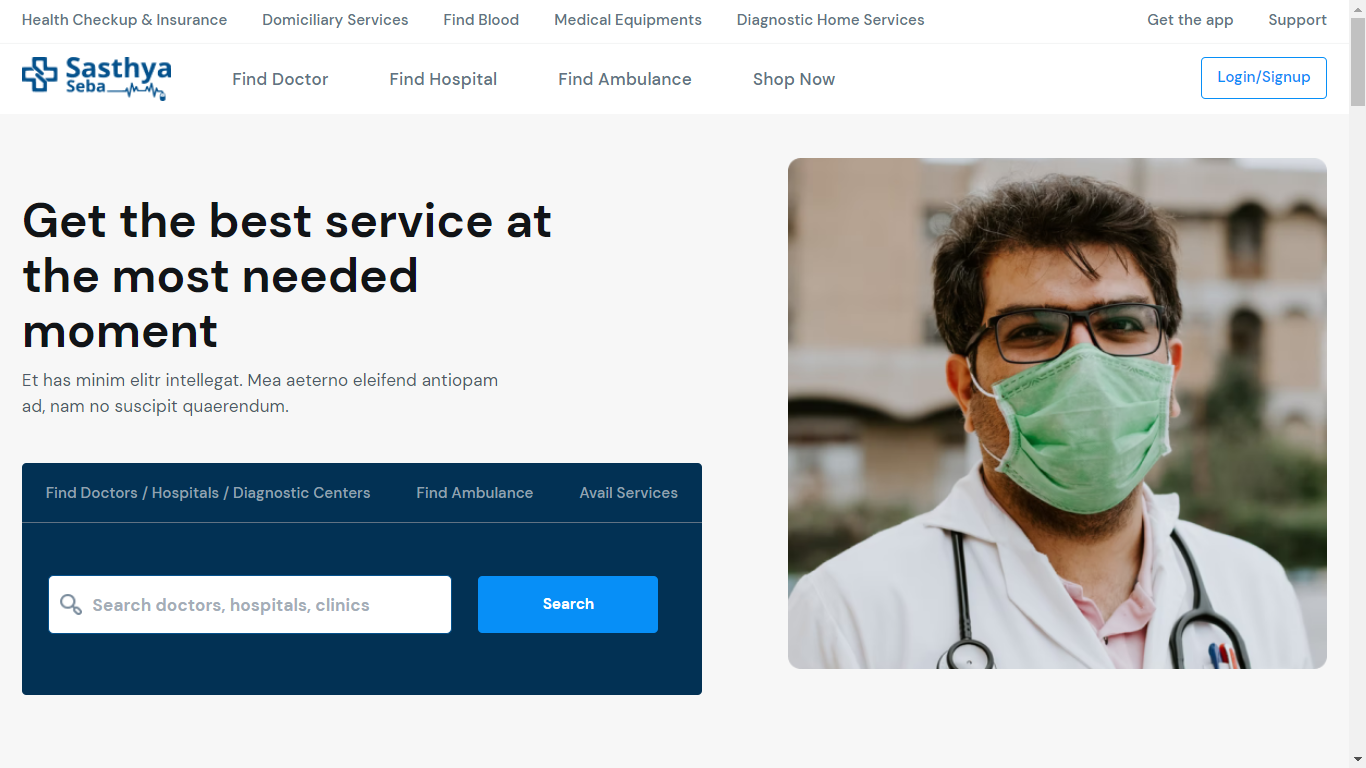 Health Checkup & Insurance Domiciliary Services Find Blood Medical Equipments Diagnostic Home Services Get the app Support
Sasthya
Seba
Find Doctor Find Hospital Find Ambulance Shop Now Login/Signup
Get the best service at
the most needed
moment
Et has minim elitr intellegat. Mea aeterno eleifend antiopam
ad, nam no suscipit quaerendum.
Find Doctors / Hospitals / Diagnostic Centers Find Ambulance Avail Services
Search doctors, hospitals, clinics Search